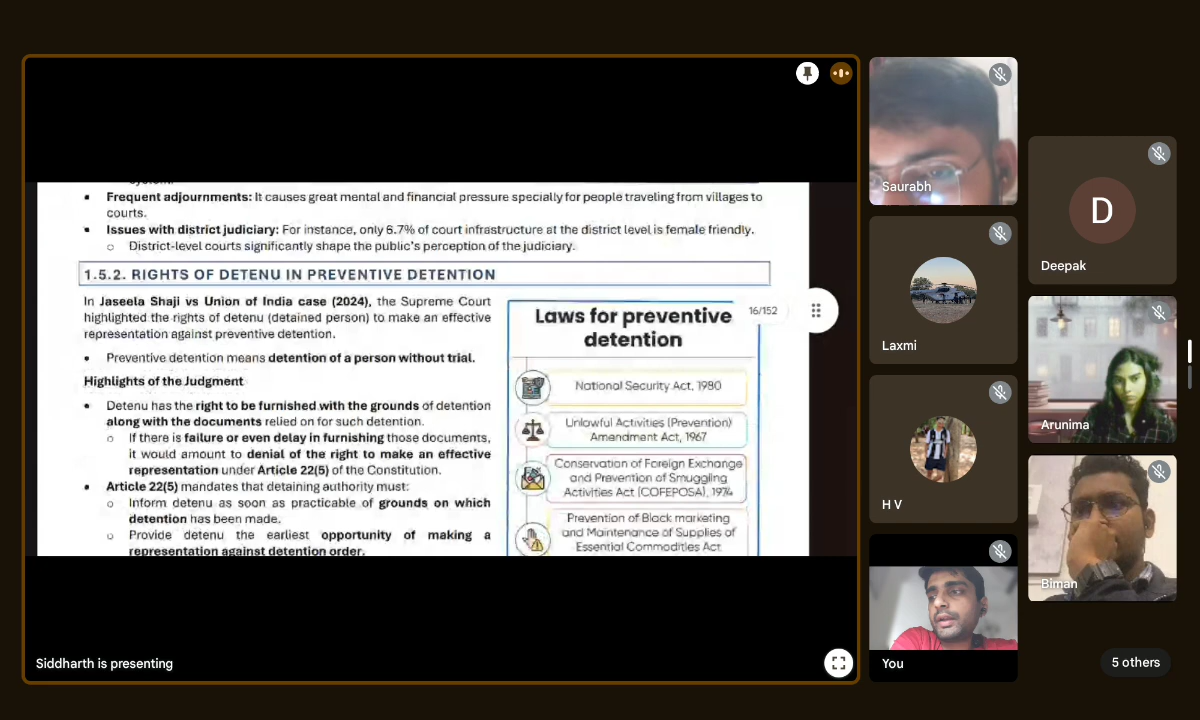 Frequent adjournments: It causes great mental and financial pressure specially for people traveling from villages to
courts.
Issues with district judiciary: For instance, only 6.7% of court infrastructure at the district level is female friendly.
District-level courts significantly shape the public's perception of the judiciary.
1.5.2. RIGHTS OF DETENU IN PREVENTIVE DETENTION
In Jaseela Shaji vs Union of India case (2024), the Supreme Court
highlighted the rights of detenu (detained person) to make an effective
representation against preventive detention.
Preventive detention means detention of a person without trial.
Highlights of the Judgment
Detenu has the right to be furnished with the grounds of detention
along with the documents relied on for such detention.
If there is failure or even delay in furnishing those documents,
it would amount to denial of the right to make an effective
representation under Article 22(5) of the Constitution.
Article 22(5) mandates that detaining authority must:
Inform detenu as soon as practicable of grounds on which
detention has been made.
Provide detenu the earliest opportunity of making a
representation against detention order.
Laws for preventive
detention
National Security Act, 1980
Unlawful Activities (Prevention)
Amendment Act, 1967
Conservation of Foreign Exchange
and Prevention of Smuggling
Activities Act (COFEPOSA), 1974
Prevention of Black marketing
and Maintenance of Supplies of
Essential Commodities Act
16/152
Siddharth is presenting
Saurabh
Laxmi
H V
You
D
Deepak
Arunima
Biman
5 others